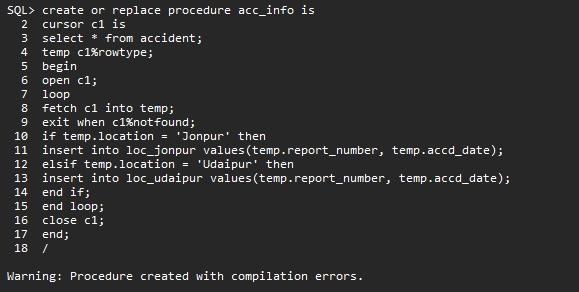 SQL> create or replace procedure acc_info is
2 cursor c1 is
3 select * from accident;
4 temp c1%rowtype;
5 begin
6 open c1;
7 loop
8 fetch c1 into temp;
9 exit when c1%notfound;
10 if temp.location = 'Jonpur' then
11 insert into loc_jonpur values(temp.report_number, temp.accd_date);
12 elsif temp.location = 'Udaipur' then
13 insert into loc_udaipur values(temp.report_number, temp.accd_date);
14 end if;
15 end loop;
16 close c1;
17 end;
18 /
Warning: Procedure created with compilation errors.